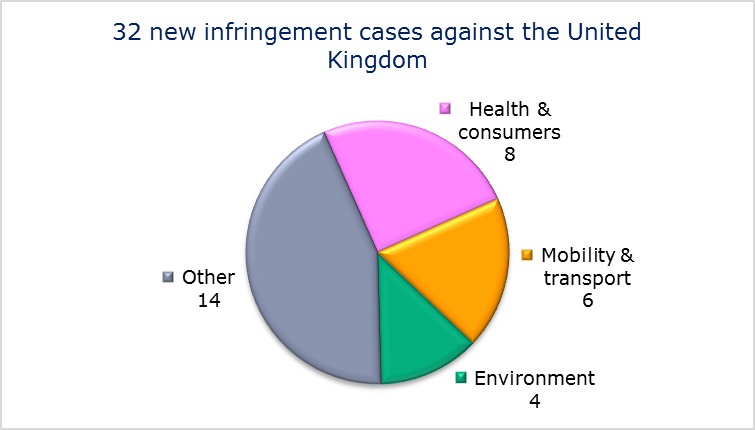 32 new infringement cases against the United
Kingdom
Health &
consumers
8
Mobility &
transport
6
Other
14
Environment
4